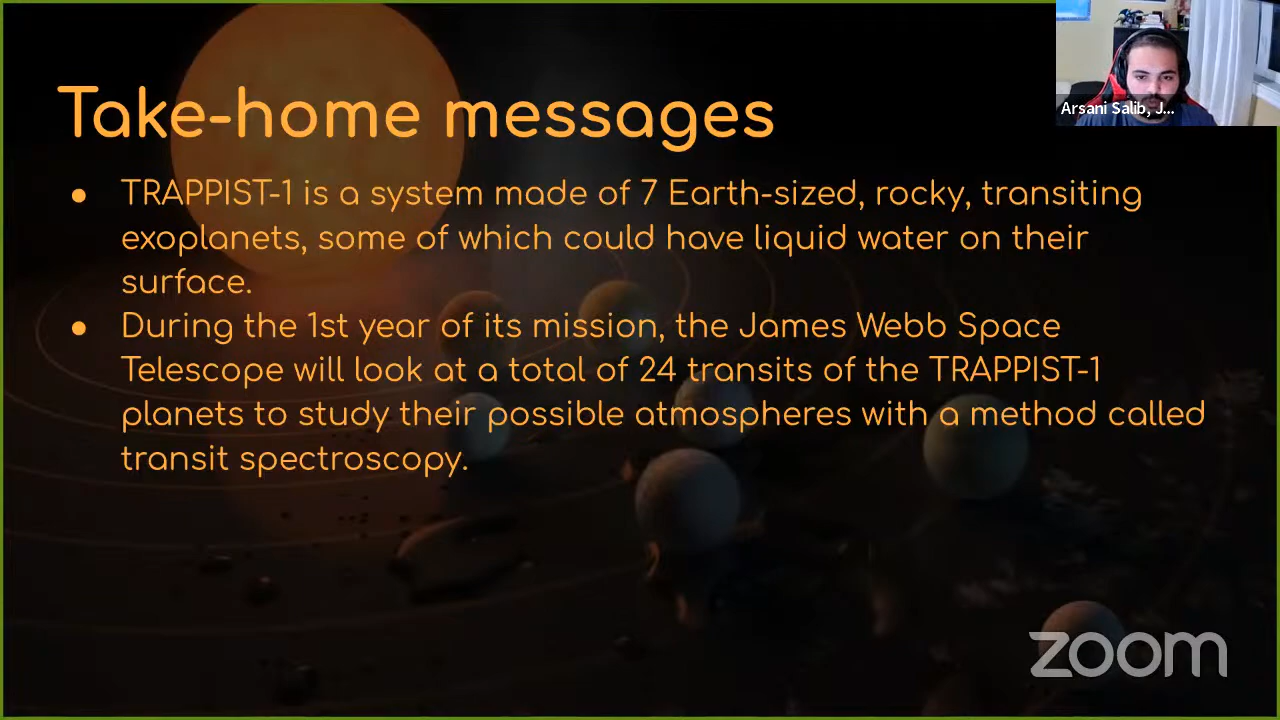 Take-home messages
Arsani Salib, J...
● TRAPPIST-1 is a system made of 7 Earth-sized, rocky, transiting
exoplanets, some of which could have liquid water on their
surface.
● During the 1st year of its mission, the James Webb Space
Telescope will look at a total of 24 transits of the TRAPPIST-1
planets to study their possible atmospheres with a method called
transit spectroscopy.
zoom